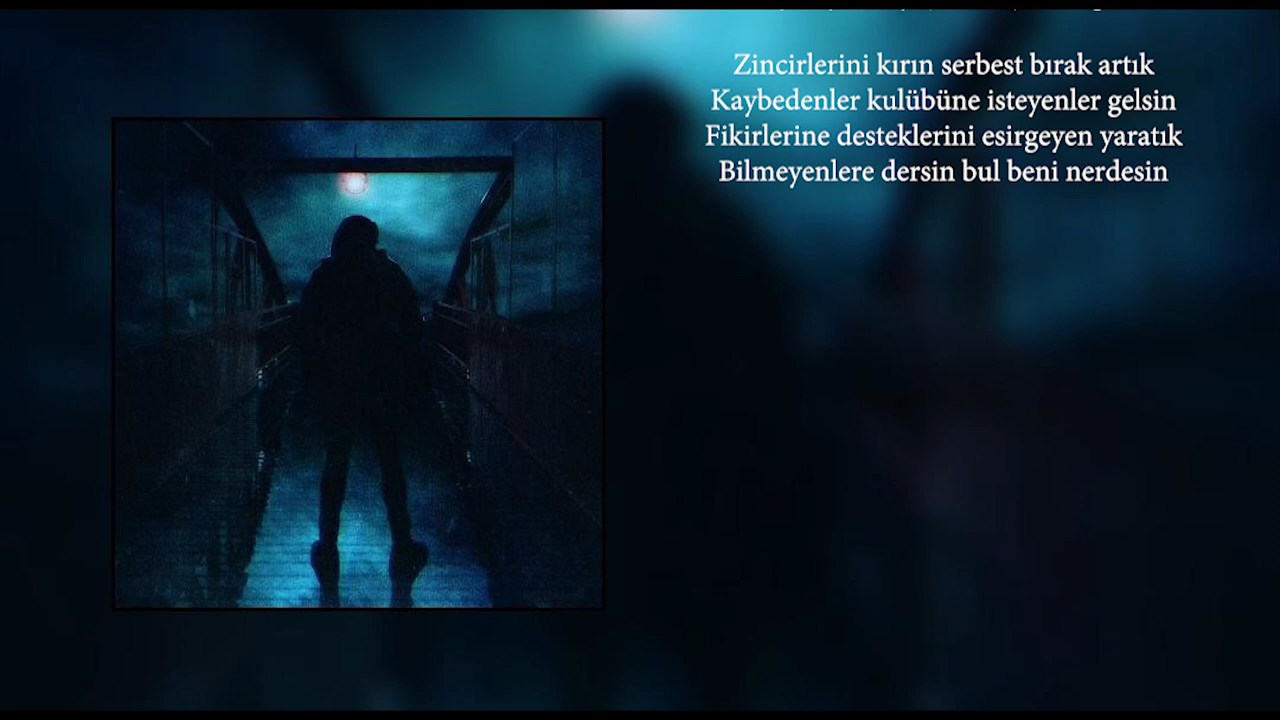 Zincirlerini kırın serbest bırak artık
Kaybedenler kulübüne isteyenler gelsin
Fikirlerine desteklerini esirgeyen yaratık
Bilmeyenlere dersin bul beni nerdesin